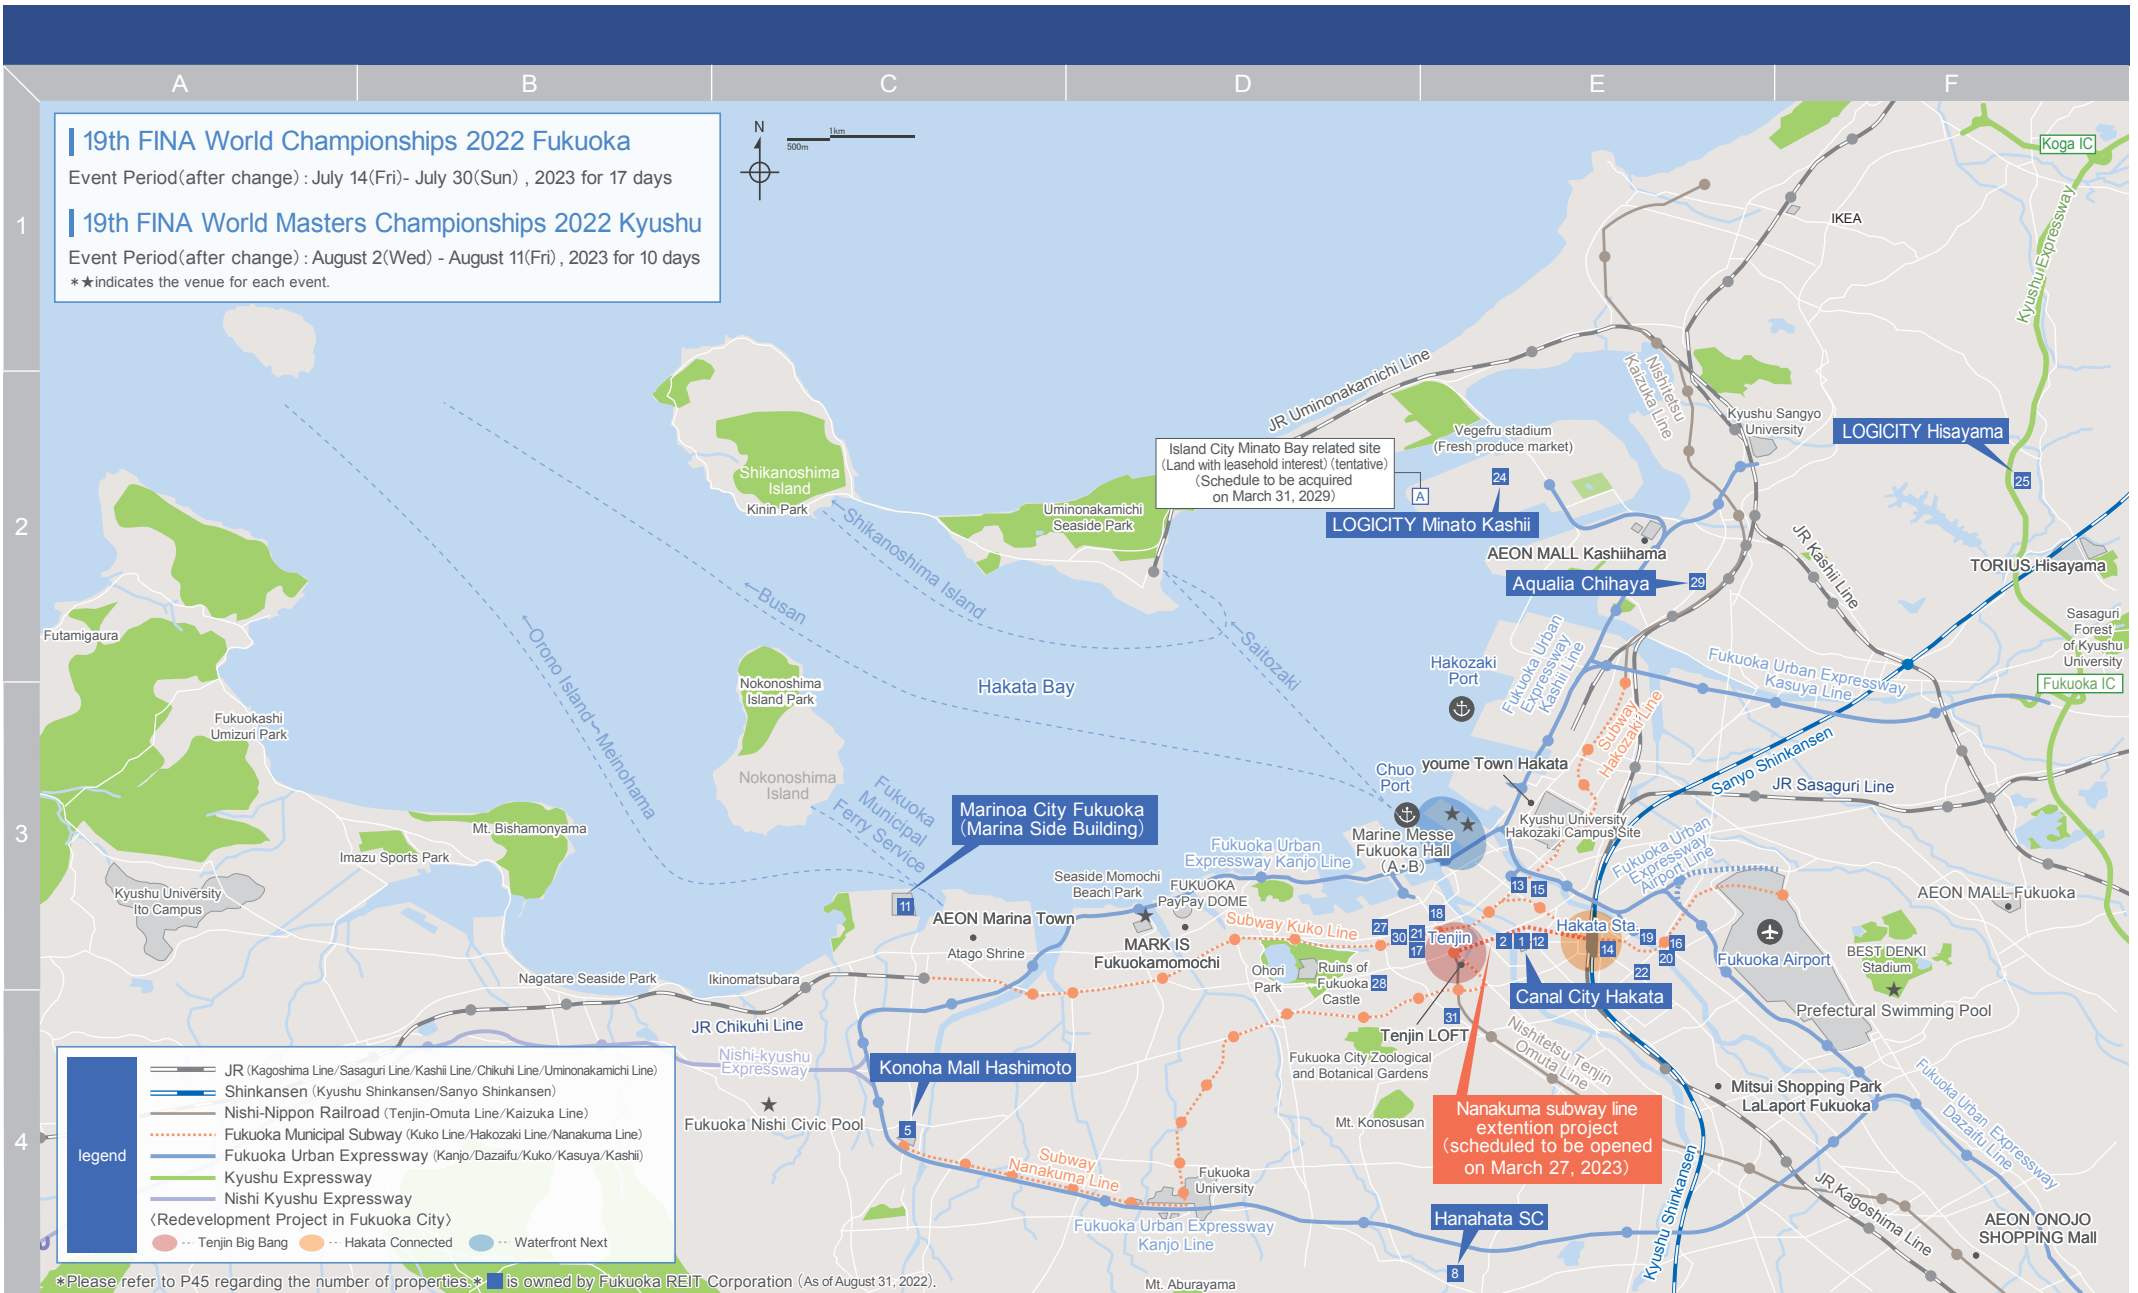 A
B
C
D
E
F
1
2
3
4
19th FINA World Championships 2022 Fukuoka
Event Period(after change) : July 14(Fri)- July 30(Sun) , 2023 for 17 days
19th FINA World Masters Championships 2022 Kyushu
Event Period(after change) : August 2(Wed) - August 11(Fri) , 2023 for 10 days
*★indicates the venue for each event.
N
1km
500m
Koga IC
Kyushu Expressway
IKEA
JR Uminonakamichi Line
Nishitetsu
Kaizuka Line
Kyushu Sangyo
University
LOGICITY Hisayama
25
Vegefru stadium
(Fresh produce market)
Island City Minato Bay related site
(Land with leasehold interest) (tentative)
(Schedule to be acquired
on March 31, 2029)
A
24
LOGICITY Minato Kashii
Shikanoshima
Island
Kinin Park
Uminonakamichi
Seaside Park
←Shikanoshima Island
←Busan
←Orono Island
Meinohama
←Saitozaki
AEON MALL Kashiihama
Aqualia Chihaya
29
JR Kashii Line
TORIUS Hisayama
Sasaguri
Forest
of Kyushu
University
Fukuoka IC
Futamigaura
Fukuokashi
Umizuri Park
Nokonoshima
Island Park
Nokonoshima
Island
Hakata Bay
Hakozaki
Port
Fukuoka Urban
Expressway
Kashii Line
Fukuoka Urban Expressway
Kasuya Line
Subway
Hakozaki Line
Sanyo Shinkansen
JR Sasaguri Line
Chuo
Port
youme Town Hakata
Fukuoka
Municipal
Ferry Service
Marinoa City Fukuoka
(Marina Side Building)
11
Mt. Bishamonyama
Imazu Sports Park
Kyushu University
Ito Campus
Marine Messe
Fukuoka Hall
(A・B)
Kyushu University
Hakozaki Campus Site
Fukuoka Urban
Expressway Kanjo Line
Fukuoka Urban
Expressway
Airport Line
Seaside Momochi
Beach Park
FUKUOKA
PayPay DOME
AEON Marina Town
Atago Shrine
MARK IS
Fukuokamomochi
Subway Kuko Line
13
15
18
27
30
21
17
Tenjin
2
1
12
Hakata Sta.
14
19
16
20
22
28
31
Fukuoka Airport
AEON MALL Fukuoka
BEST DENKI
Stadium
Prefectural Swimming Pool
Nagatare Seaside Park
Ikinomatsubara
Ohori
Park
Ruins of
Fukuoka
Castle
Canal City Hakata
Tenjin LOFT
JR Chikuhi Line
Nishi-kyushu
Expressway
Konoha Mall Hashimoto
5
Fukuoka Nishi Civic Pool
Fukuoka City Zoological
and Botanical Gardens
Mt. Konosusan
Nishitetsu Tenjin
Omuta Line
Nanakuma subway line
extention project
(scheduled to be opened
on March 27, 2023)
Mitsui Shopping Park
LaLaport Fukuoka
Fukuoka Urban Expressway
Dazaifu Line
Subway
Nanakuma Line
Fukuoka
University
Fukuoka Urban Expressway
Kanjo Line
Hanahata SC
8
Kyushu Shinkansen
JR Kagoshima Line
AEON ONOJO
SHOPPING MAll
Mt. Aburayama
legend
JR (Kagoshima Line/Sasaguri Line/Kashii Line/Chikuhi Line/Uminonakamichi Line)
Shinkansen (Kyushu Shinkansen/Sanyo Shinkansen)
Nishi-Nippon Railroad (Tenjin-Omuta Line/Kaizuka Line)
Fukuoka Municipal Subway (Kuko Line/Hakozaki Line/Nanakuma Line)
Fukuoka Urban Expressway (Kanjo/Dazaifu/Kuko/Kasuya/Kashii)
Kyushu Expressway
Nishi Kyushu Expressway
〈Redevelopment Project in Fukuoka City〉
Tenjin Big Bang
Hakata Connected
Waterfront Next
*Please refer to P45 regarding the number of properties.* ■ is owned by Fukuoka REIT Corporation (As of August 31, 2022).